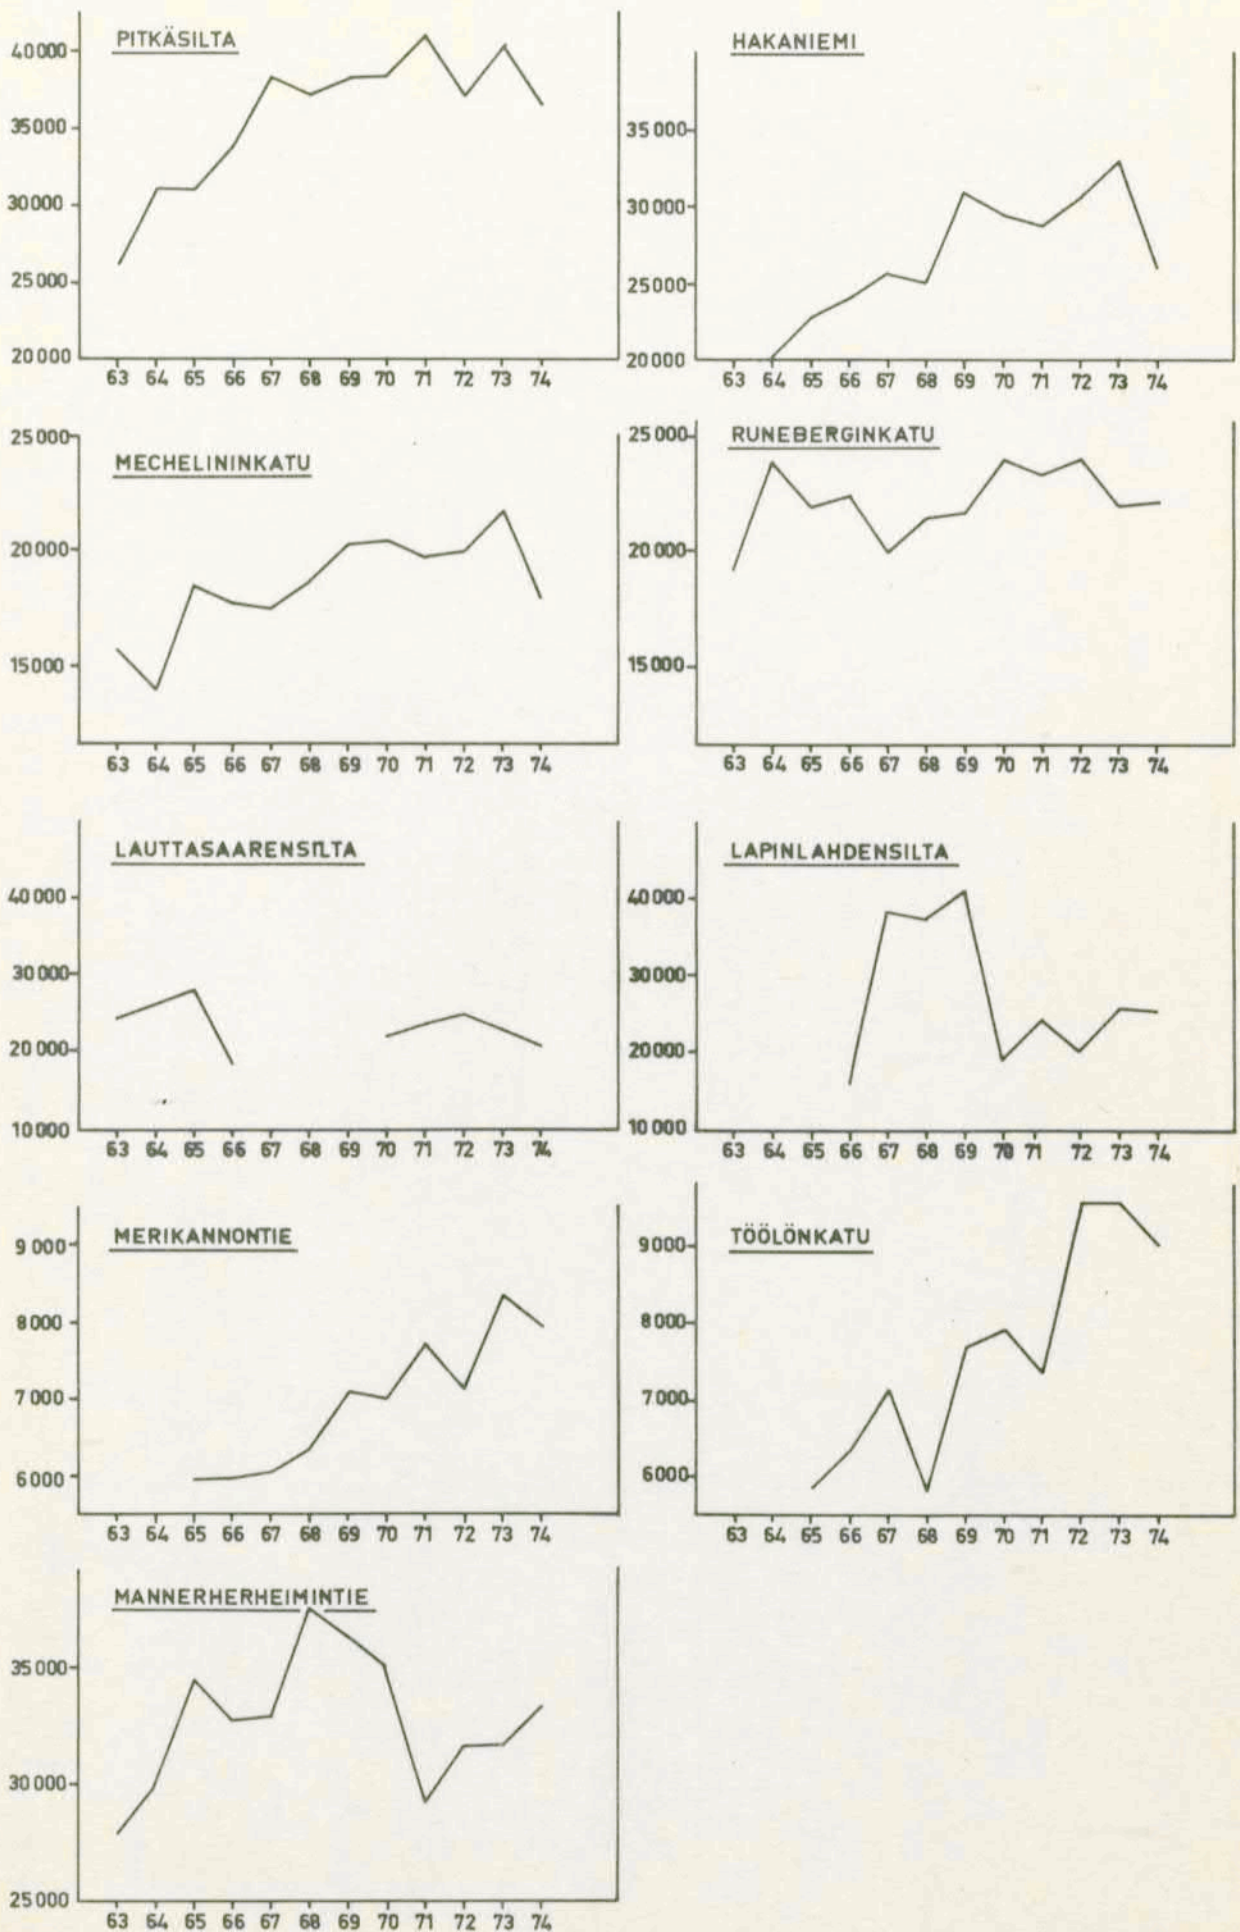 PITKÄSILTA
40000
35000
30000
25000
20000
63 64 65 66 67 68 69 70 71 72 73 74
HAKANIEMI
35000
30000
25000
20000
63 64 65 66 67 68 69 70 71 72 73 74
MECHELININKATU
25000
20000
15000
63 64 65 66 67 68 69 70 71 72 73 74
RUNEBERGINKATU
25000
20000
15000
63 64 65 66 67 68 69 70 71 72 73 74
LAUTTASAARENSILTA
40000
30000
20000
10000
63 64 65 66 67 68 69 70 71 72 73 74
LAPINLAHDENSILTA
40000
30000
20000
10000
63 64 65 66 67 68 69 70 71 72 73 74
MERIKANNONTIE
9000
8000
7000
6000
63 64 65 66 67 68 69 70 71 72 73 74
TÖÖLÖNKATU
9000
8000
7000
6000
63 64 65 66 67 68 69 70 71 72 73 74
MANNERHERHEIMINTIE
35000
30000
25000
63 64 65 66 67 68 69 70 71 72 73 74